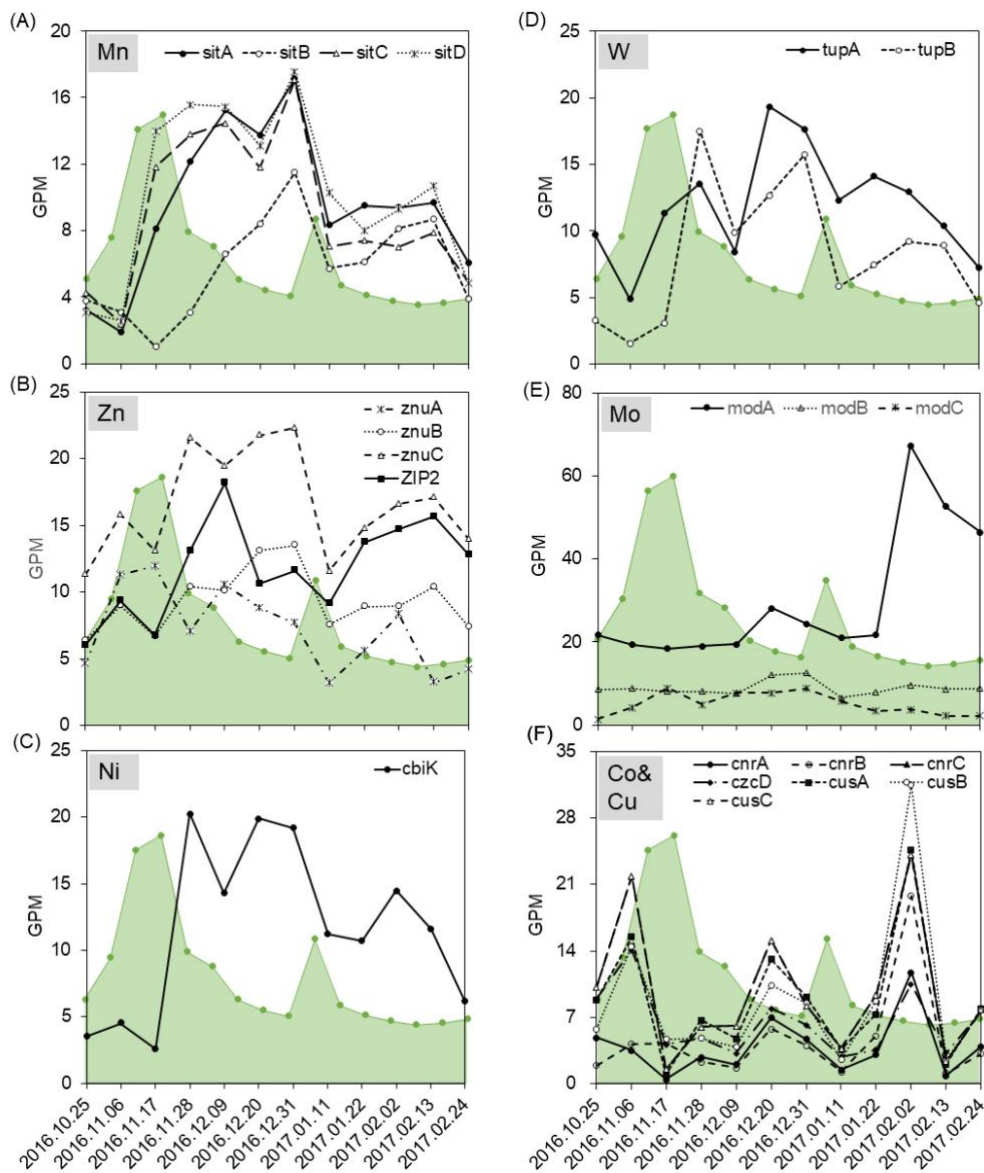 (A)
Mn
sitA sitB sitC sitD
20
16
12
8
4
0
GPM
(B)
Zn
znuA
znuB
znuC
ZIP2
25
20
15
10
5
0
GPM
(C)
Ni
cbiK
25
20
15
10
5
0
GPM
2016.10.25
2016.11.06
2016.11.17
2016.11.28
2016.12.09
2016.12.20
2016.12.31
2017.01.11
2017.01.22
2017.02.02
2017.02.13
2017.02.24
(D)
W
tupA tupB
25
20
15
10
5
0
GPM
(E)
Mo
modA modB modC
80
60
40
20
0
GPM
(F)
Co&
Cu
cnrA cnrB cnrC
czcD cusA cusB
cusC
35
28
21
14
7
0
GPM
2016.10.25
2016.11.06
2016.11.17
2016.11.28
2016.12.09
2016.12.20
2016.12.31
2017.01.11
2017.01.22
2017.02.02
2017.02.13
2017.02.24